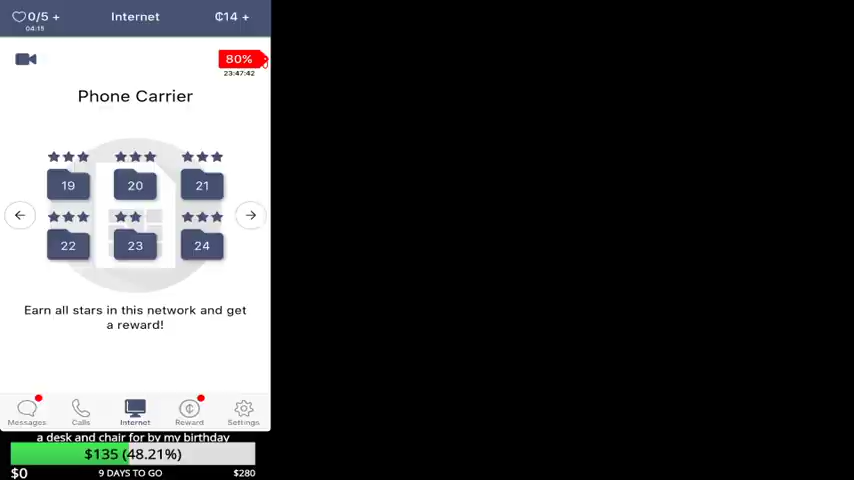 0/5 +
Internet
₵14 +
04:15
80%
23:47:42
Phone Carrier
19
20
21
22
23
24
Earn all stars in this network and get
a reward!
Messages
Calls
Internet
Reward
Settings
a desk and chair for by my birthday
$135 (48.21%)
$0
9 DAYS TO GO
$280